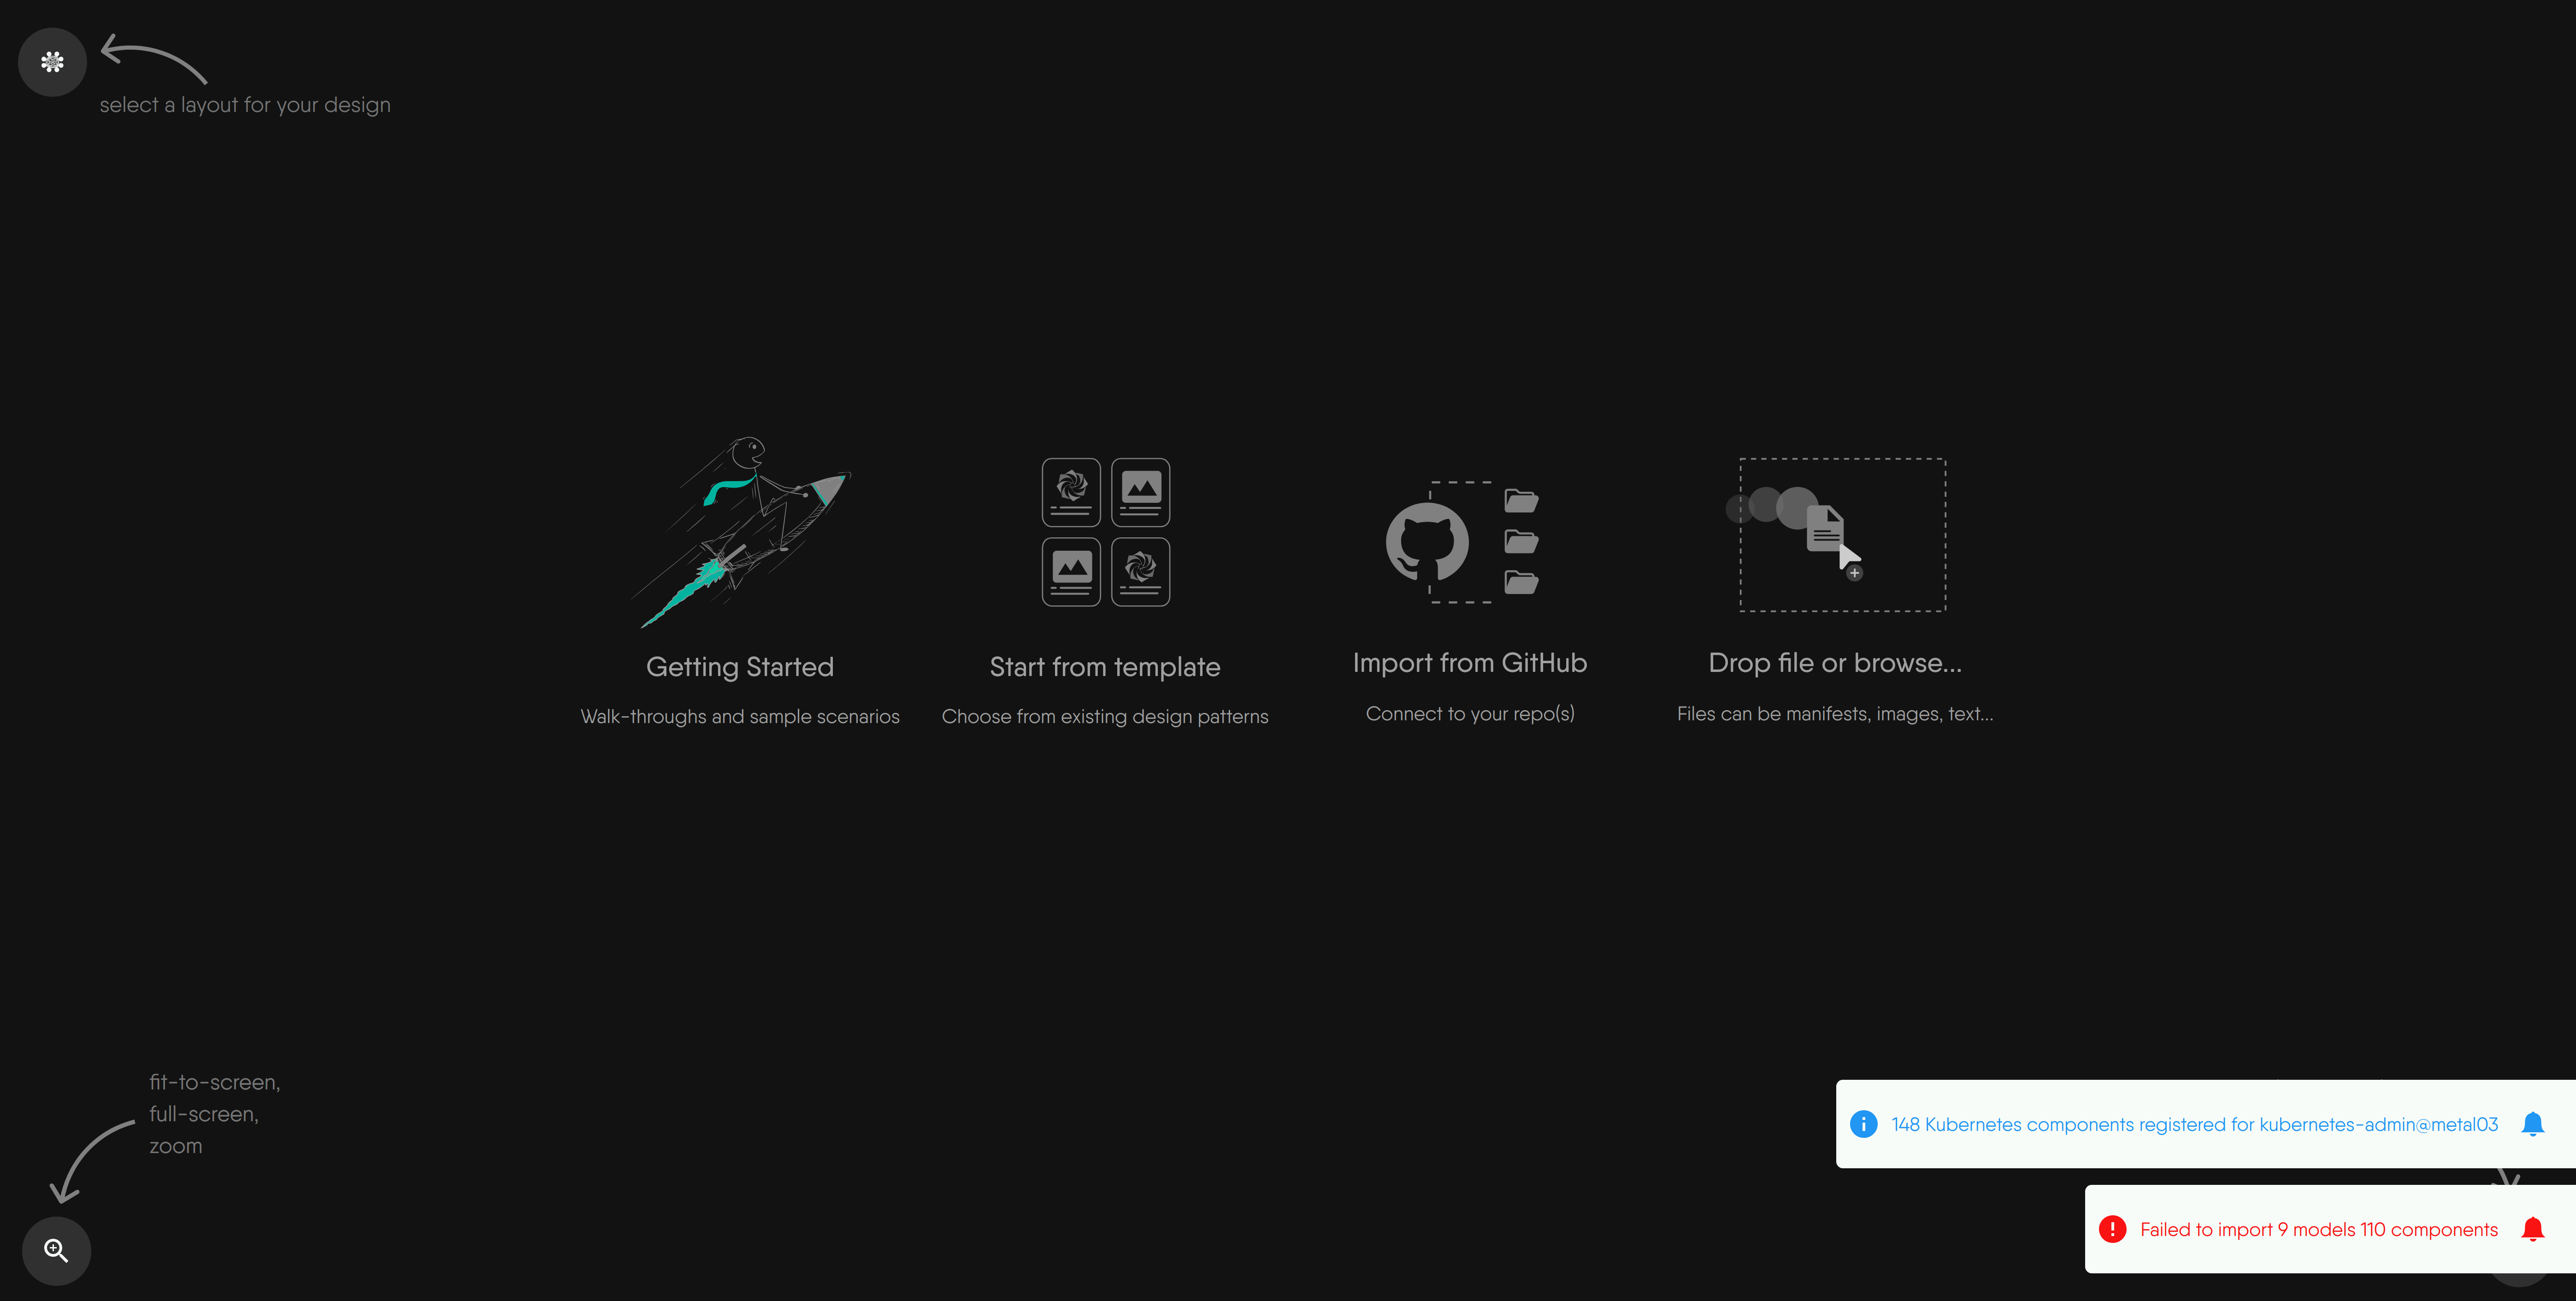 select a layout for your design
Getting Started
Walk-throughs and sample scenarios
Start from template
Choose from existing design patterns
Import from GitHub
Connect to your repo(s)
Drop file or browse...
Files can be manifests, images, text...
fit-to-screen,
full-screen,
zoom
148 Kubernetes components registered for kubernetes-admin@metal03
Failed to import 9 models 110 components